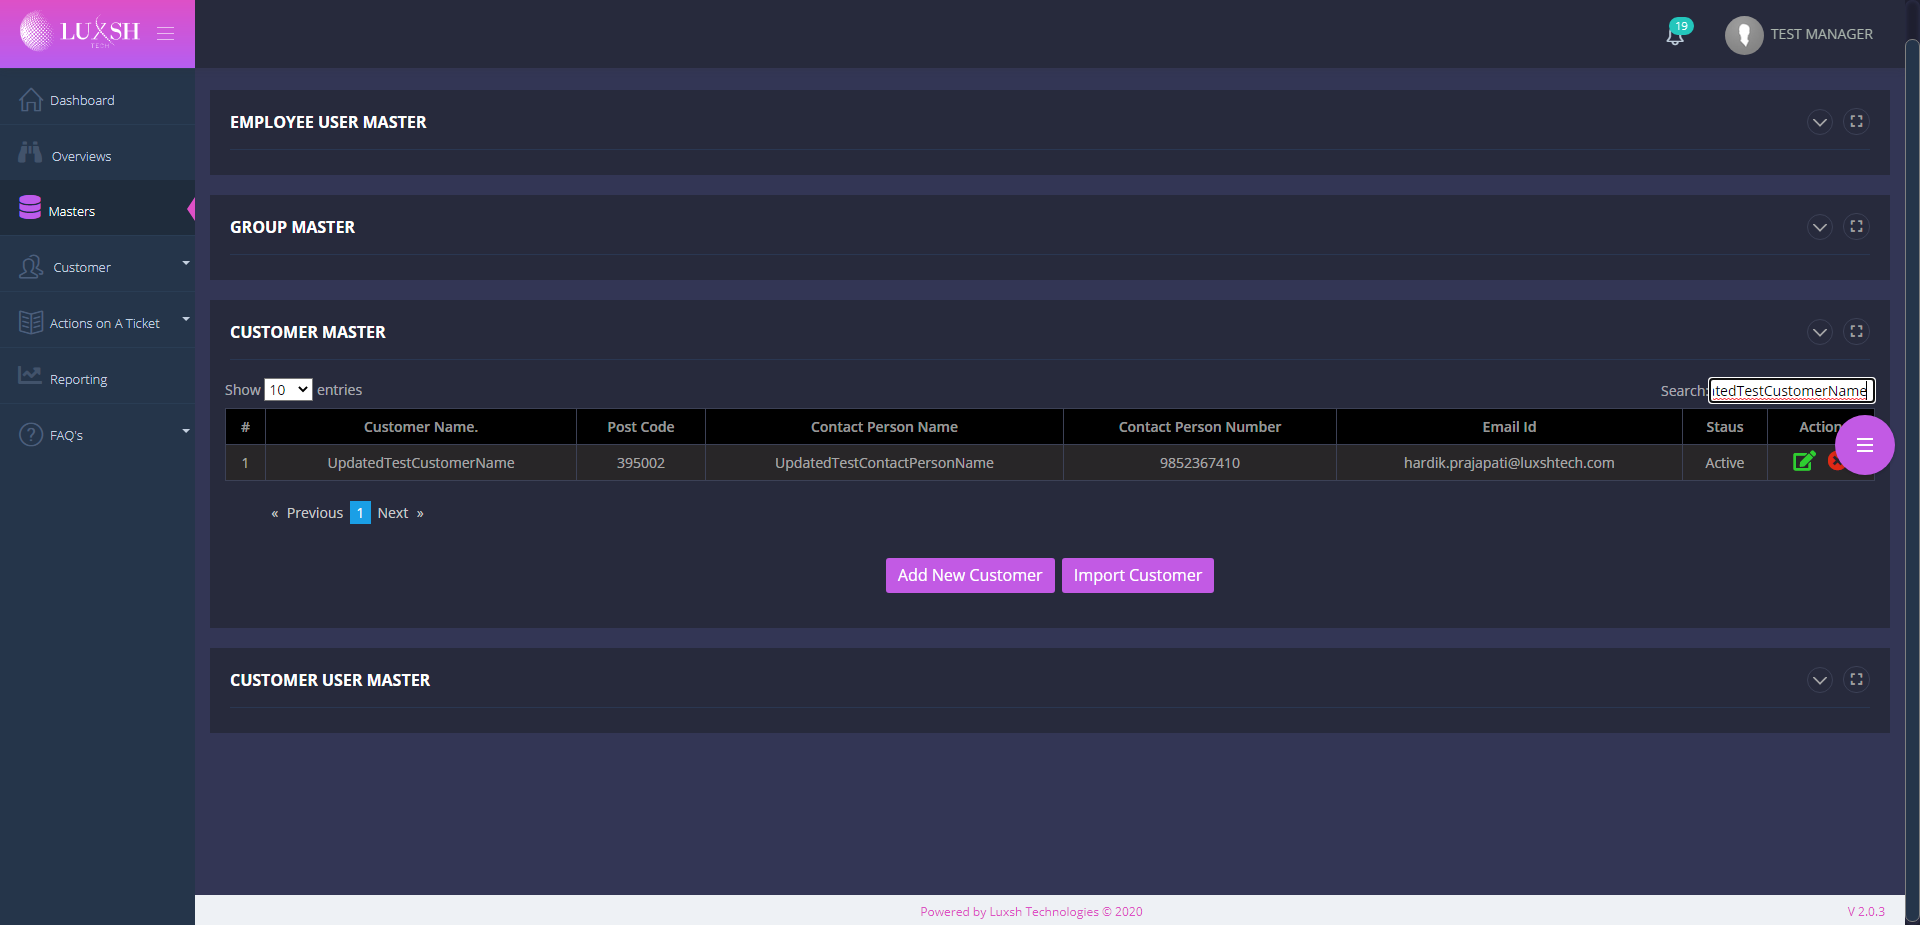 LUXSH
TECH
19
TEST MANAGER
Dashboard
Overviews
Masters
Customer
Actions on A Ticket
Reporting
FAQ's
EMPLOYEE USER MASTER
GROUP MASTER
CUSTOMER MASTER
Show 10 entries
Search: tedTestCustomerName
# Customer Name. Post Code Contact Person Name Contact Person Number Email Id Staus Action
1 UpdatedTestCustomerName 395002 UpdatedTestContactPersonName 9852367410 hardik.prajapati@luxshtech.com Active
« Previous 1 Next »
Add New Customer Import Customer
CUSTOMER USER MASTER
Powered by Luxsh Technologies © 2020
V 2.0.3